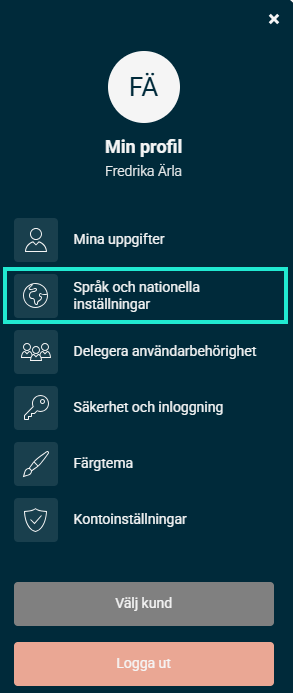 FÄ
Min profil
Fredrika Ärla
Mina uppgifter
Språk och nationella
inställningar
Delegera användarbehörighet
Säkerhet och inloggning
Färgtema
Kontoinställningar
Välj kund
Logga ut